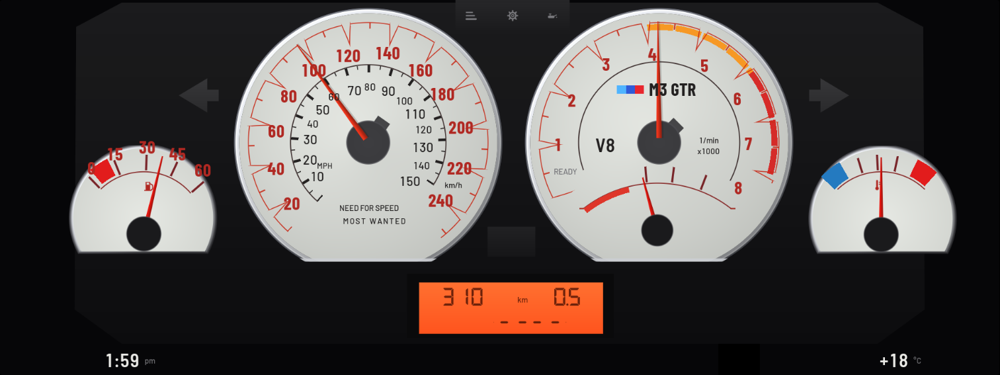 0 15 30 45 60
20 40 60 80 100 120 140 160 180 200 220 240
km/h
10 20 30 40 50 60 70 80 90 100 110 120 130 140 150
MPH
NEED FOR SPEED
MOST WANTED
1 2 3 4 5 6 7 8
M3 GTR
V8
1/min
x1000
READY
310 km 0.5
- - - -
1:59 pm
+18 °C